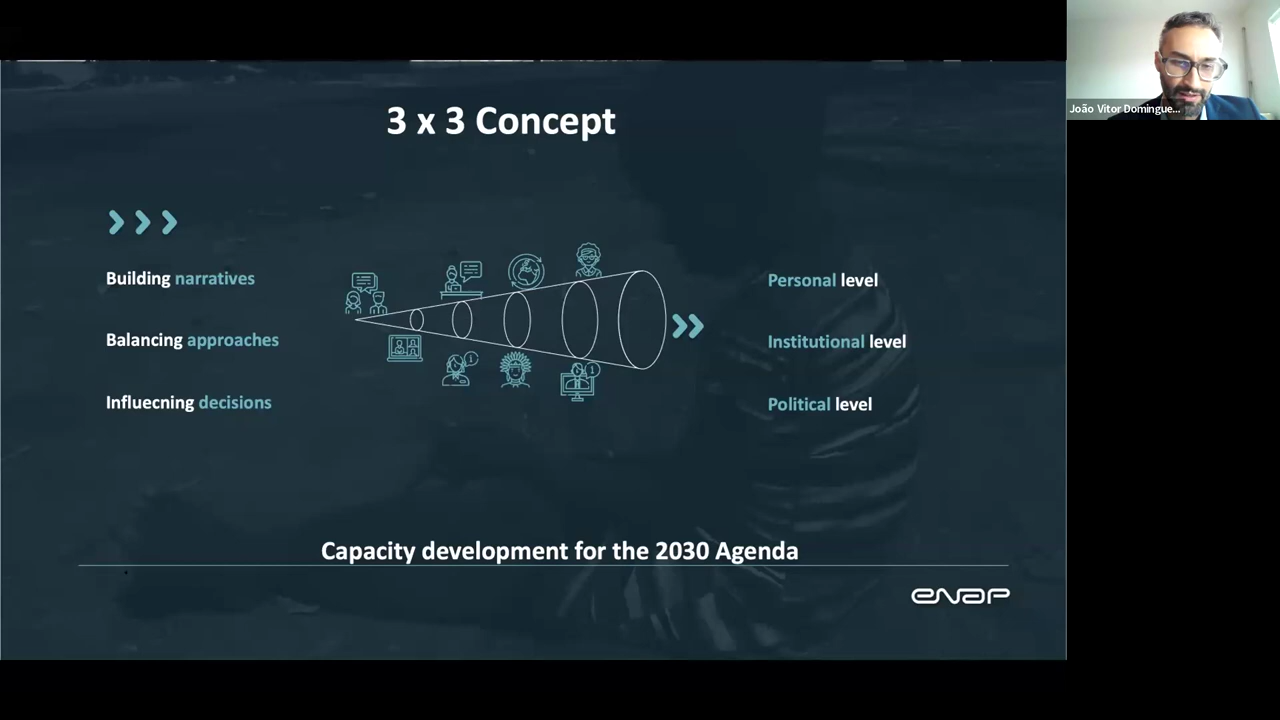 3 x 3 Concept
Building narratives
Balancing approaches
Influecning decisions
Personal level
Institutional level
Political level
Capacity development for the 2030 Agenda
enap
João Vitor Domingue...